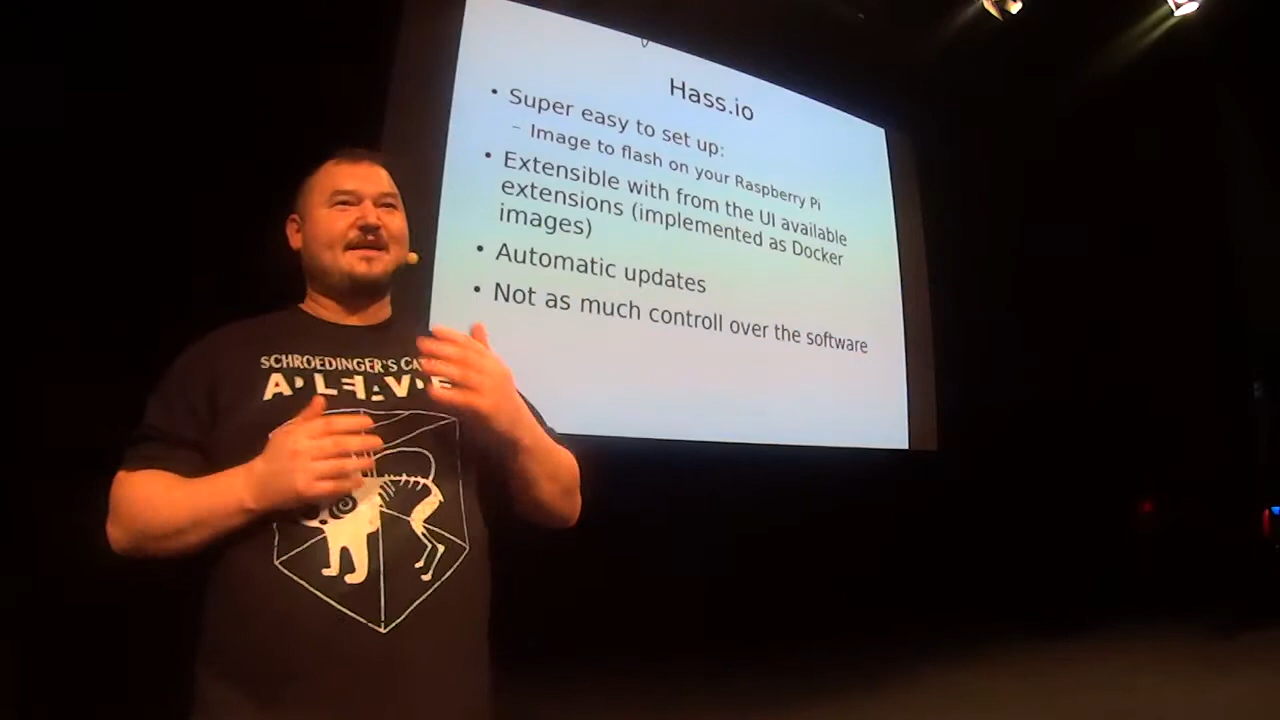 Hass.io
• Super easy to set up:
– Image to flash on your Raspberry Pi
• Extensible with from the UI available
extensions (implemented as Docker
images)
• Automatic updates
• Not as much controll over the software
SCHROEDINGER'S CAT